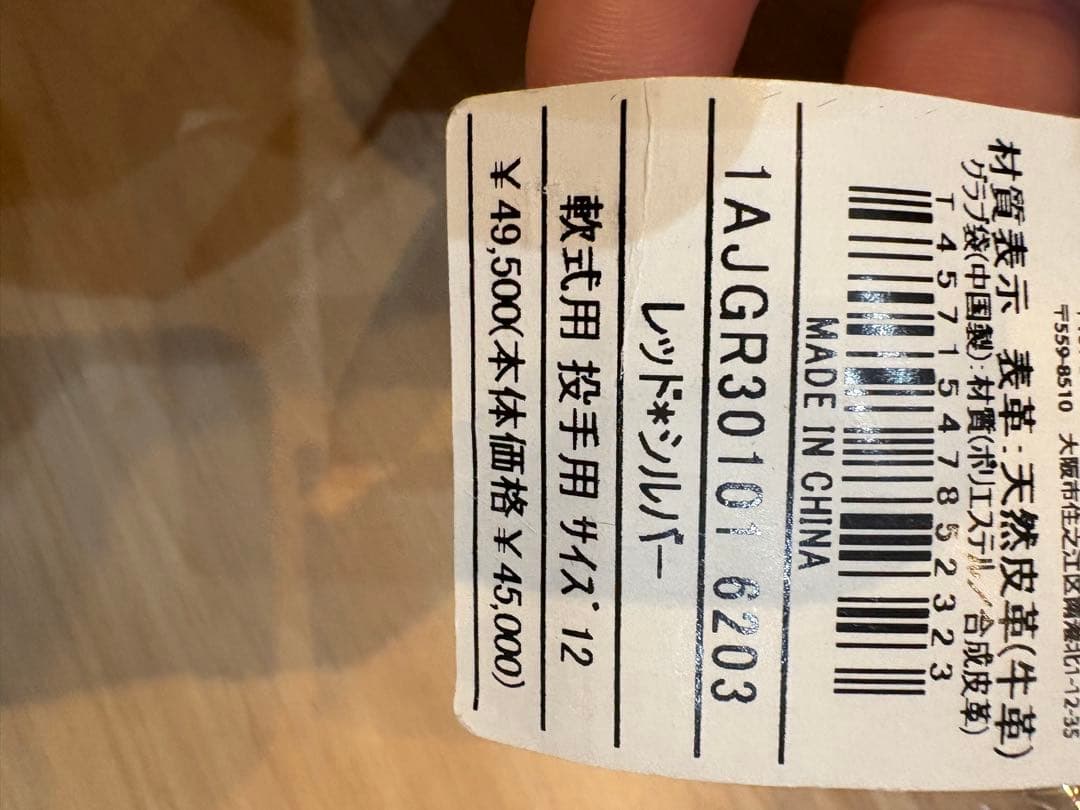 〒559-8510 大阪市住之江区南港北1-12-35
材質表示 表革:天然皮革(牛革)
グラブ袋(中国製):材質(ポリエステル/合成皮革)
T4571547852323
MADE IN CHINA
1AJGR30101 6203
レッド*シルバー
軟式用 投手用 サイズ 12
¥49,500(本体価格¥45,000)